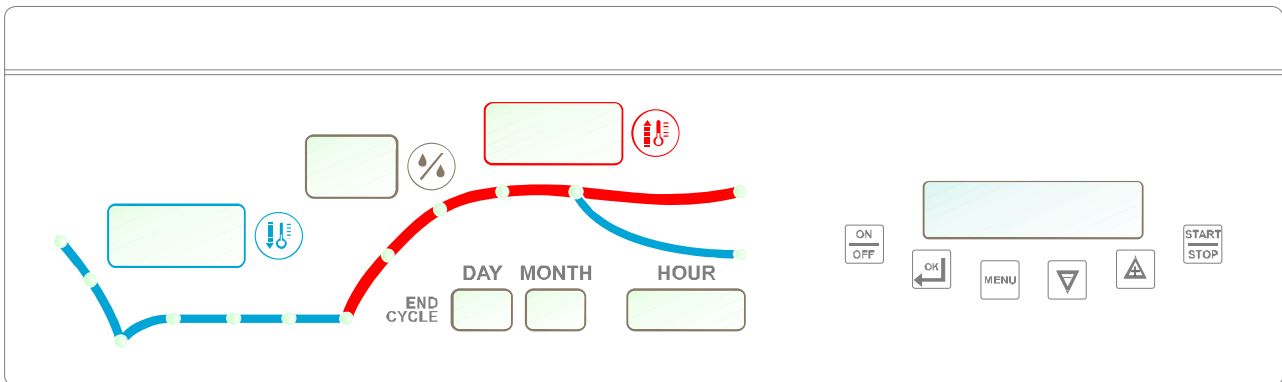 DAY MONTH HOUR
END
CYCLE
ON
OFF
OK
MENU
START
STOP